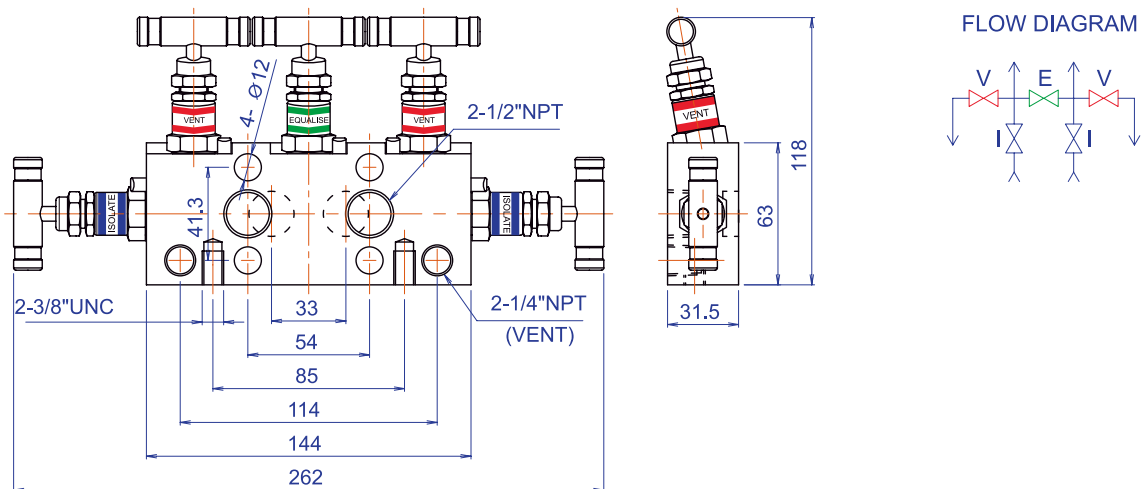 FLOW DIAGRAM
V E V
I I
VENT
EQUALISE
VENT
4- Ø12
2-1/2"NPT
VENT
118
ISOLATE
41.3
ISOLATE
63
2-3/8"UNC
33
2-1/4"NPT
(VENT)
31.5
54
85
114
144
262